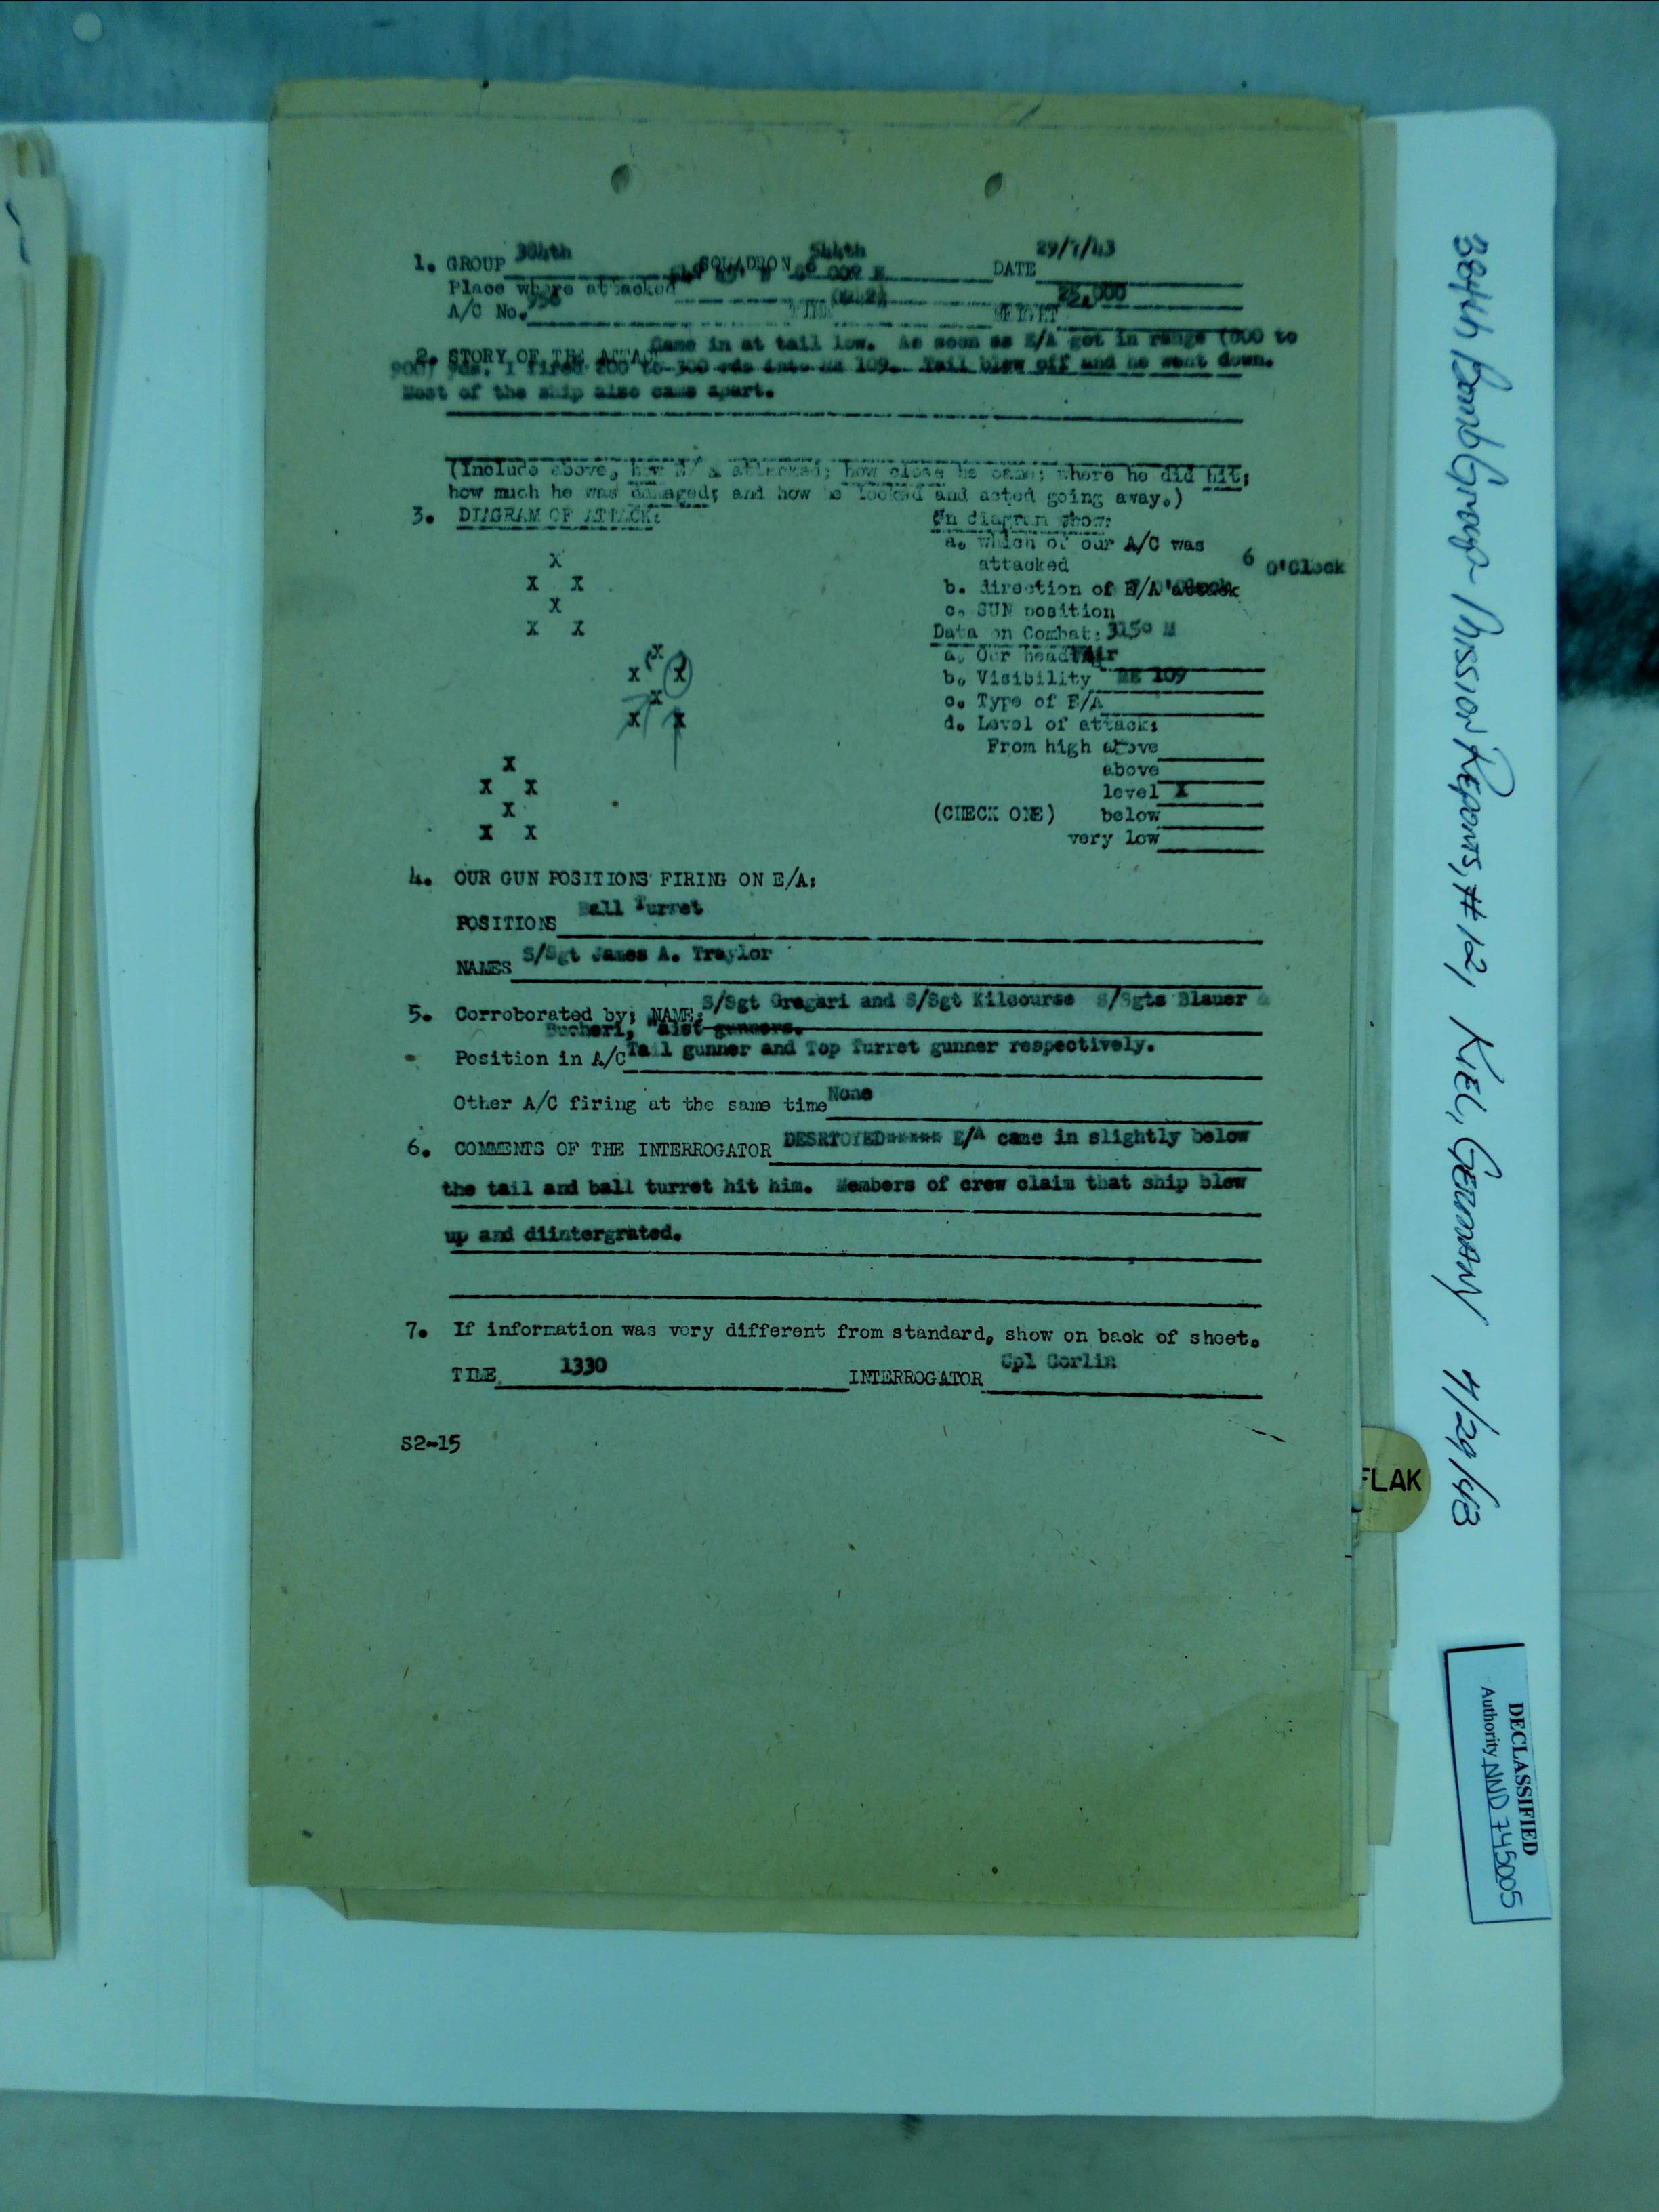 1. GROUP 384th SQUADRON 544th DATE 29/7/43
Place where attacked
A/C No. HEIGHT 25,000
2. STORY OF THE ATTACK Came in at tail low. As soon as E/A got in range (800 to
900) yds, I fired 200 to 300 rds into ME 109. Tail blew off and he went down.
Most of the ship also came apart.
(Include above, how E/A attacked; how close he came; where he did hit;
how much he was damaged; and how he looked and acted going away.)
3. DIAGRAM OF ATTACK:
On diagram show:
a. which of our A/C was
attacked
6 O'Clock
b. direction of E/A attack
c. SUN position
Data on Combat: 315° M
a. Our head
b. Visibility ME 109
c. Type of E/A
d. Level of attack:
From high above
above
level X
(CHECK ONE) below
very low
X
X X
X
X X
X
X X
X
X X
X
X X
X
X X
4. OUR GUN POSITIONS FIRING ON E/A:
POSITIONS Ball Turret
NAMES S/Sgt James A. Traylor
5. Corroborated by; NAME: S/Sgt Gregari and S/Sgt Kilcourse S/Sgts Blauer &
Bucheri, Waist gunners.
Position in A/C Tail gunner and Top Turret gunner respectively.
Other A/C firing at the same time None
6. COMMENTS OF THE INTERROGATOR DESRTOYED***** E/A came in slightly below
the tail and ball turret hit him. Members of crew claim that ship blew
up and diintergrated.
7. If information was very different from standard, show on back of sheet.
TIME 1330 INTERROGATOR Cpl Corlin
S2-15
FLAK
384th Bomb Group - Mission Reports, #12, KIEL, GERMANY 7/29/43
DECLASSIFIED
Authority NND 745005